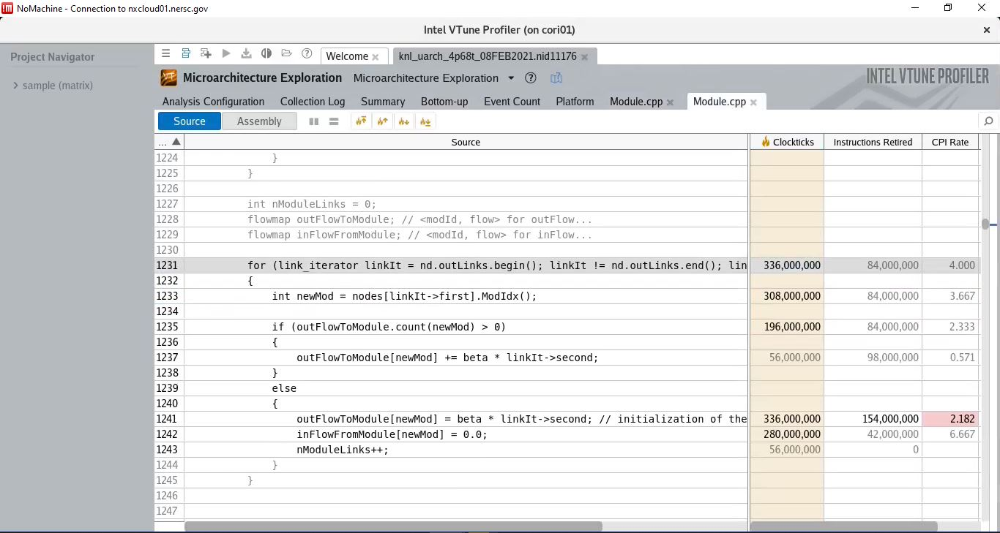 !m NoMachine - Connection to nxcloud01.nersc.gov
Intel VTune Profiler (on cori01)
Project Navigator
sample (matrix)
Welcome
knl_uarch_4p68t_08FEB2021.nid11176
Microarchitecture Exploration Microarchitecture Exploration
INTEL VTUNE PROFILER
Analysis Configuration Collection Log Summary Bottom-up Event Count Platform Module.cpp Module.cpp
Source Assembly
... Source Clockticks Instructions Retired CPI Rate
1224 }
1225 }
1226
1227 int nModuleLinks = 0;
1228 flowmap outFlowToModule; // <modId, flow> for outFlow...
1229 flowmap inFlowFromModule; // <modId, flow> for inFlow...
1230
1231 for (link_iterator linkIt = nd.outLinks.begin(); linkIt != nd.outLinks.end(); lin 336,000,000 84,000,000 4.000
1232 {
1233 int newMod = nodes[linkIt->first].ModIdx(); 308,000,000 84,000,000 3.667
1234
1235 if (outFlowToModule.count(newMod) > 0) 196,000,000 84,000,000 2.333
1236 {
1237 outFlowToModule[newMod] += beta * linkIt->second; 56,000,000 98,000,000 0.571
1238 }
1239 else
1240 {
1241 outFlowToModule[newMod] = beta * linkIt->second; // initialization of the 336,000,000 154,000,000 2.182
1242 inFlowFromModule[newMod] = 0.0; 280,000,000 42,000,000 6.667
1243 nModuleLinks++; 56,000,000 0
1244 }
1245 }
1246
1247